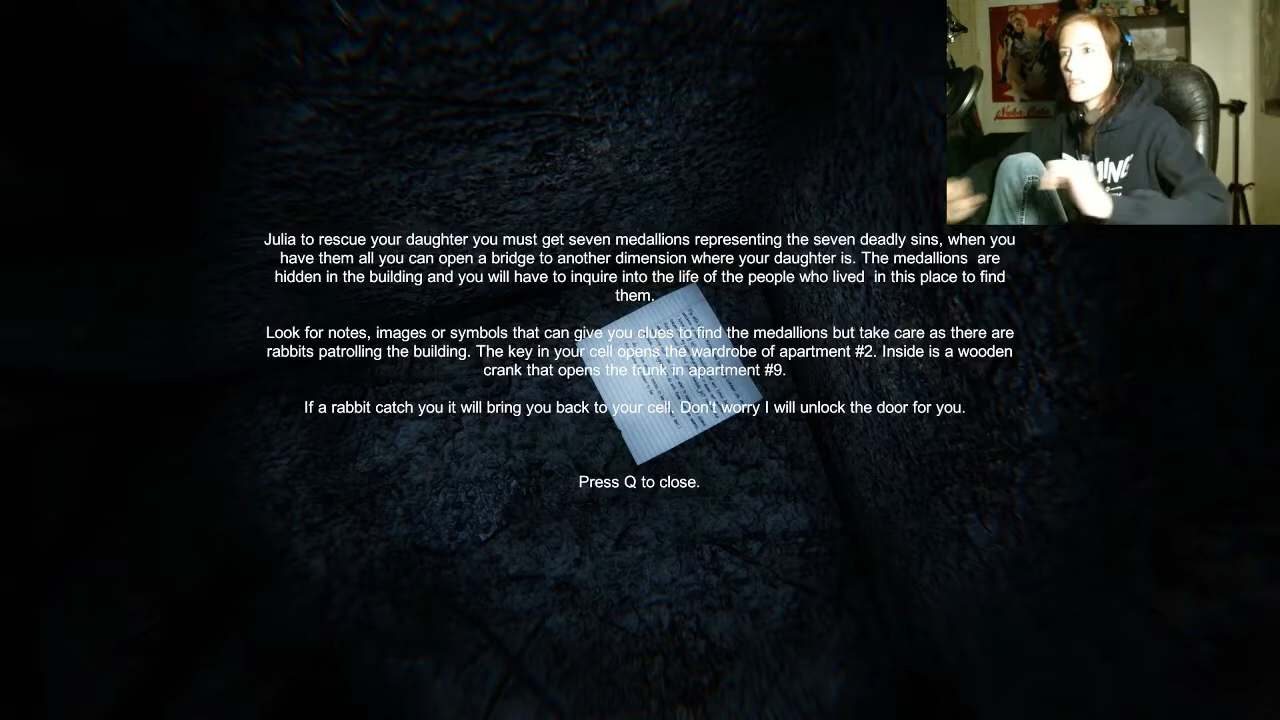 Julia to rescue your daughter you must get seven medallions representing the seven deadly sins, when you
have them all you can open a bridge to another dimension where your daughter is. The medallions  are
hidden in the building and you will have to inquire into the life of the people who lived  in this place to find
them.
Look for notes, images or symbols that can give you clues to find the medallions but take care as there are
rabbits patrolling the building. The key in your cell opens the wardrobe of apartment #2. Inside is a wooden
crank that opens the trunk in apartment #9.
If a rabbit catch you it will bring you back to your cell. Don't worry I will unlock the door for you.
Press Q to close.